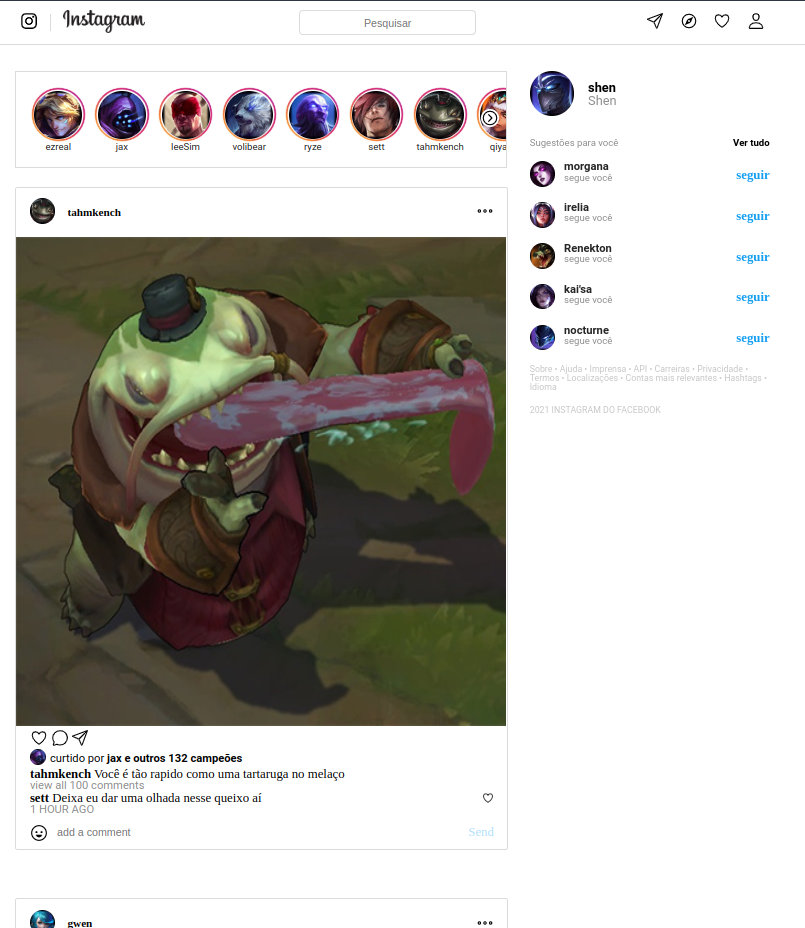 Instagram
Pesquisar
ezreal
jax
leeSim
volibear
ryze
sett
tahmkench
qiya
shen
Shen
Sugestões para você
Ver tudo
morgana
segue você
seguir
irelia
segue você
seguir
Renekton
segue você
seguir
kai'sa
segue você
seguir
nocturne
segue você
seguir
Sobre • Ajuda • Imprensa • API • Carreiras • Privacidade •
Termos • Localizações • Contas mais relevantes • Hashtags •
Idioma
2021 INSTAGRAM DO FACEBOOK
tahmkench
curtido por jax e outros 132 campeões
tahmkench Você é tão rapido como uma tartaruga no melaço
view all 100 comments
sett Deixa eu dar uma olhada nesse queixo aí
1 HOUR AGO
add a comment
Send
gwen